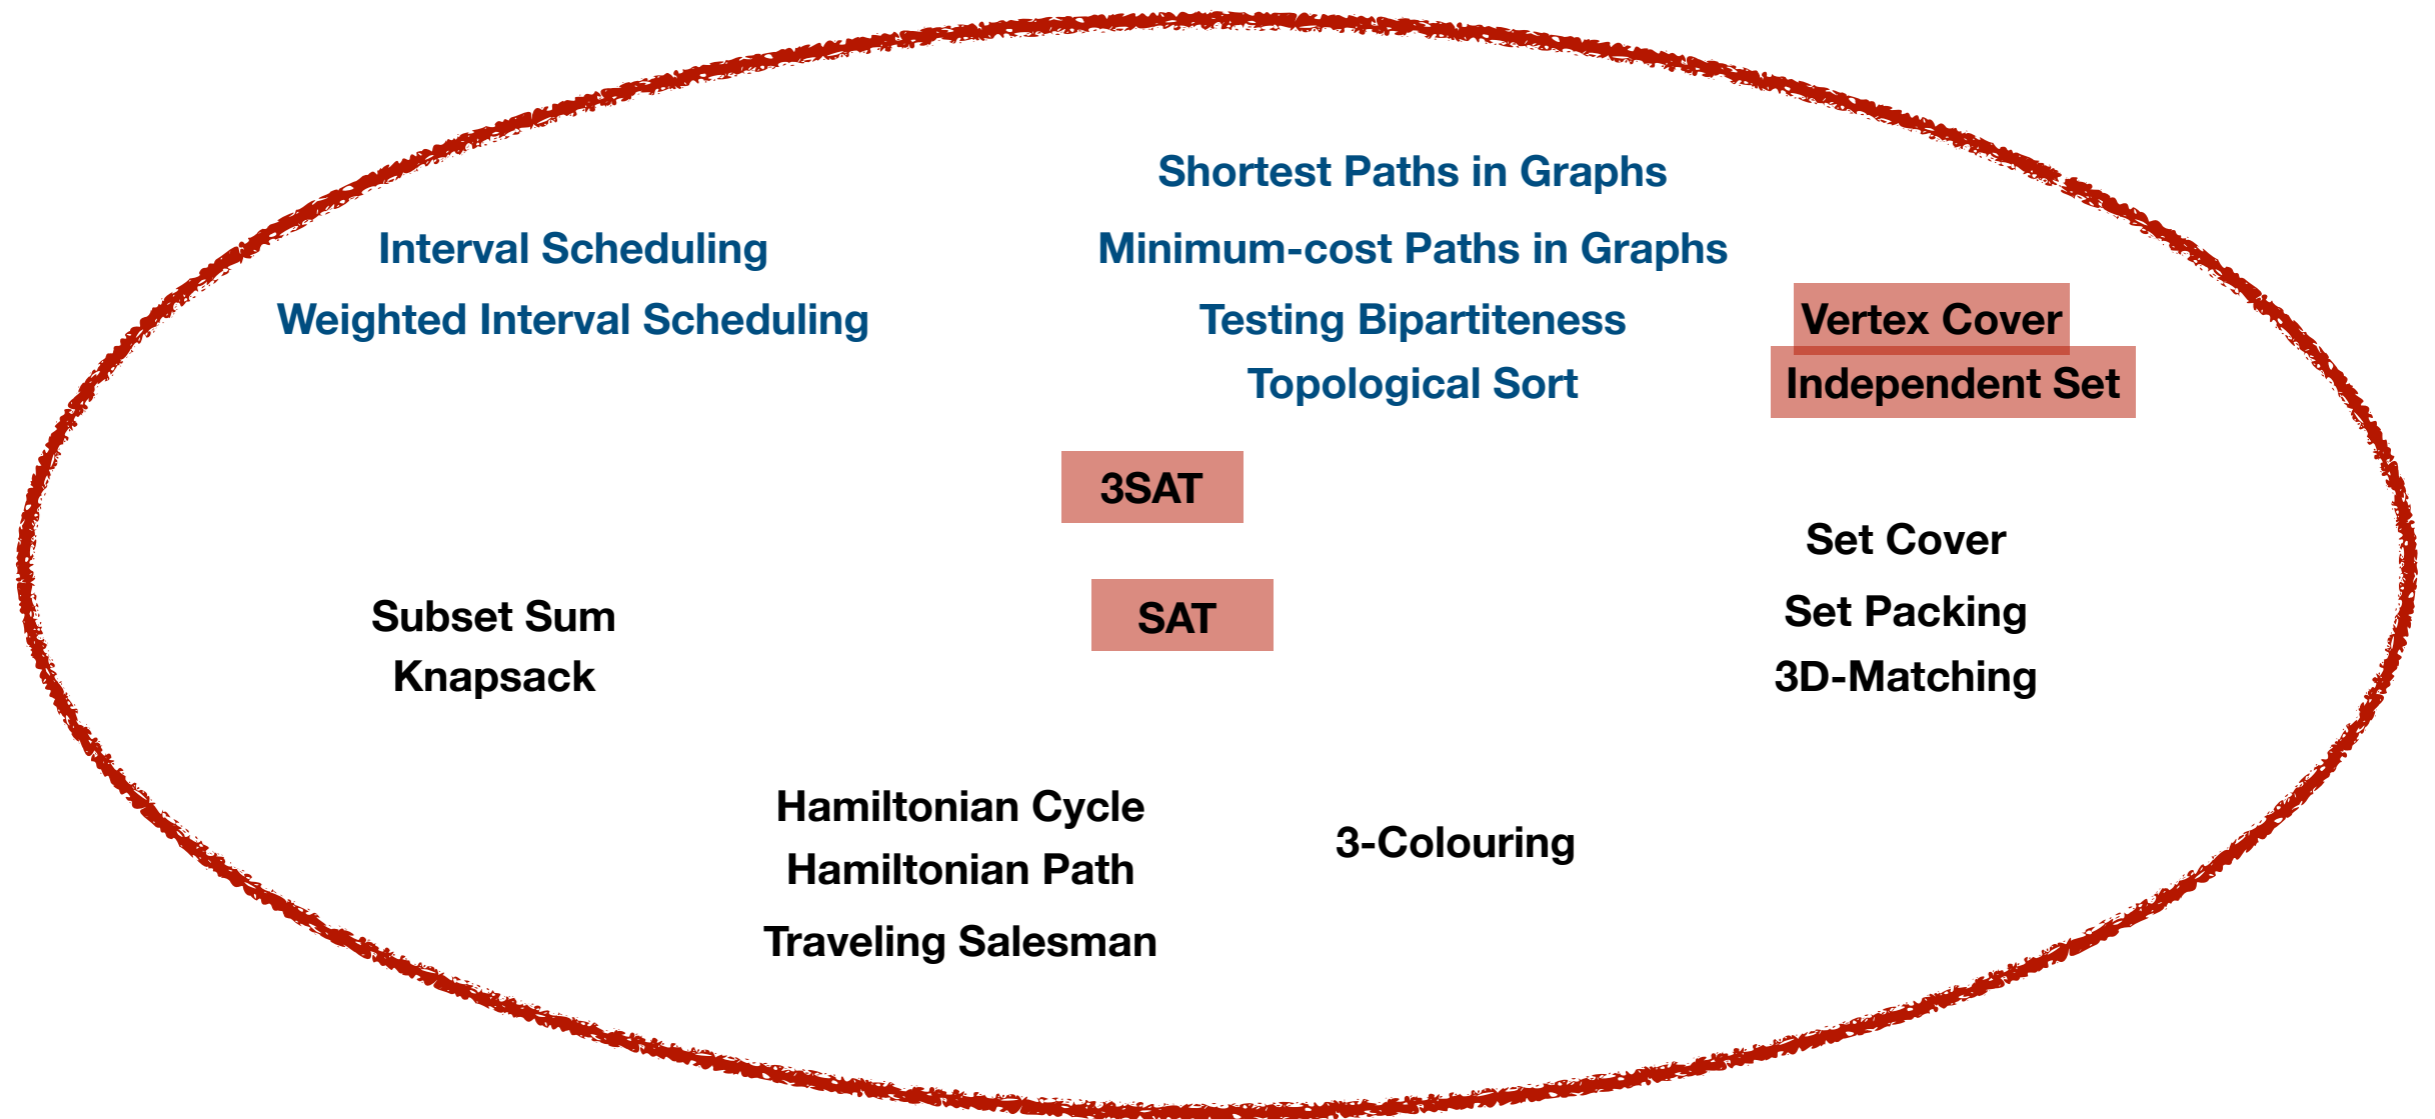 Shortest Paths in Graphs
Interval Scheduling
Minimum-cost Paths in Graphs
Weighted Interval Scheduling
Testing Bipartiteness
Vertex Cover
Topological Sort
Independent Set
3SAT
Set Cover
Subset Sum
SAT
Set Packing
Knapsack
3D-Matching
Hamiltonian Cycle
3-Colouring
Hamiltonian Path
Traveling Salesman